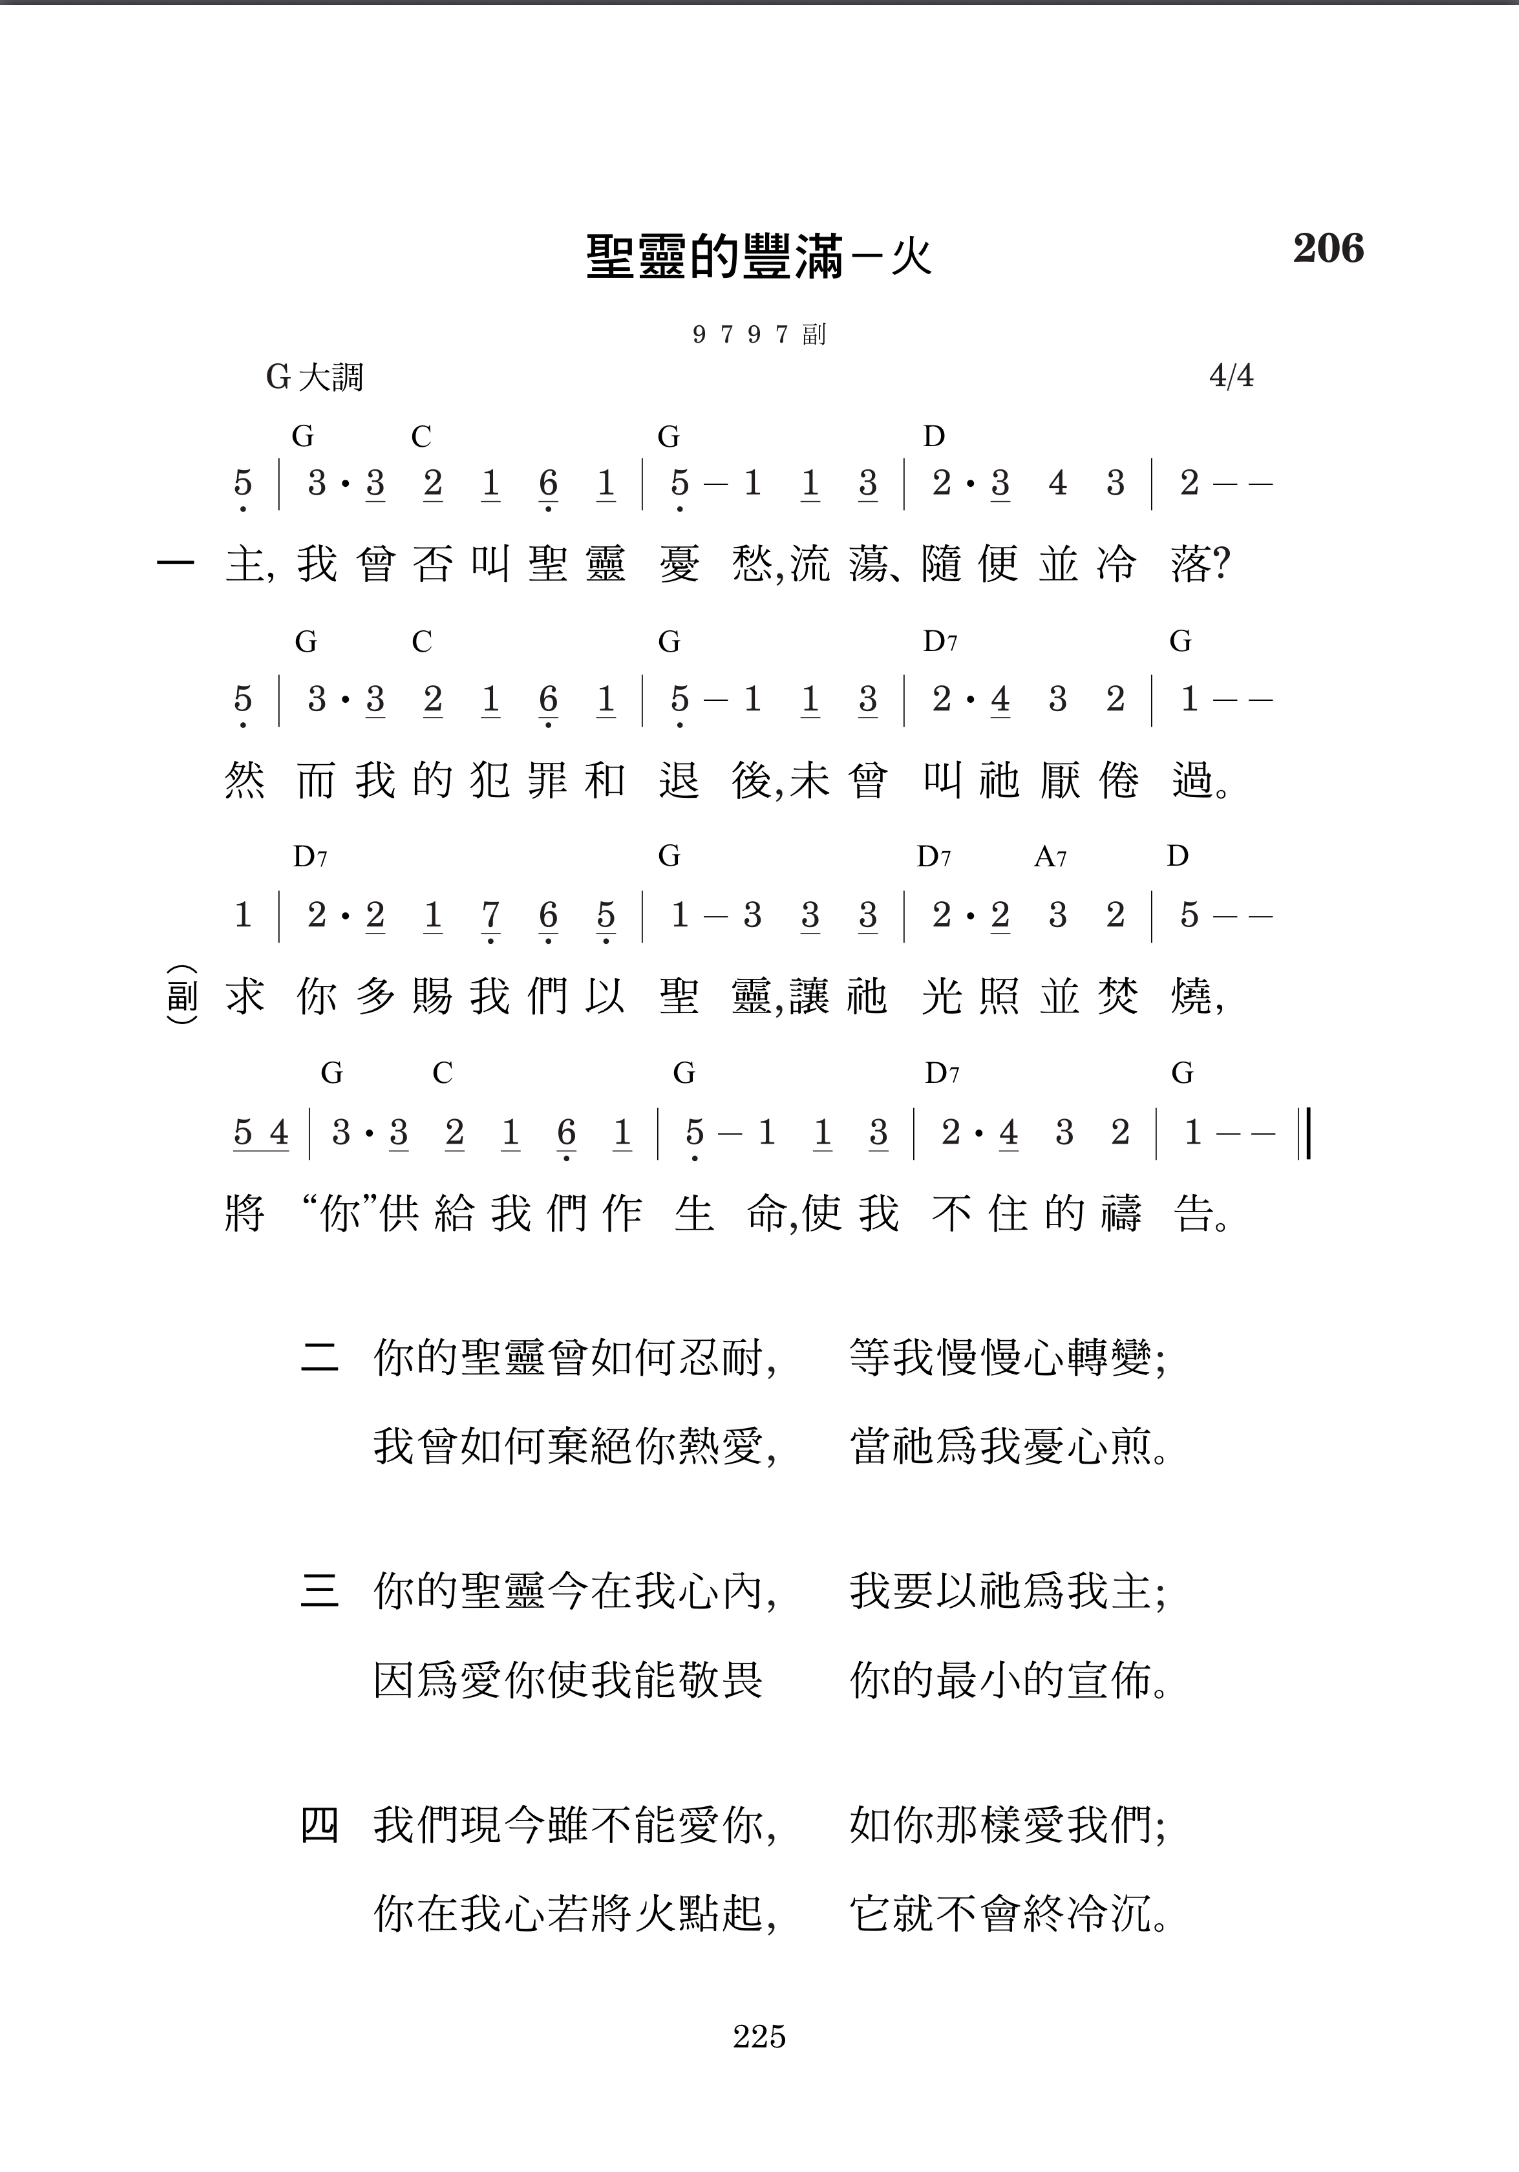 聖靈的豐滿－火
206
9 7 9 7 副
G 大調 4/4
G C G D
5̣ | 3 • 3̲ 2̲ 1̲ 6̣̲ 1̲ | 5̣ – 1 1̲ 3̲ | 2 • 3̲ 4 3 | 2 – –
一 主, 我曾否叫聖靈憂愁,流蕩、隨便並冷落?
G C G D7 G
5̣ | 3 • 3̲ 2̲ 1̲ 6̣̲ 1̲ | 5̣ – 1 1̲ 3̲ | 2 • 4̲ 3 2 | 1 – –
然而我的犯罪和退後,未曾叫祂厭倦過。
D7 G D7 A7 D
1 | 2 • 2̲ 1̲ 7̣̲ 6̣̲ 5̣̲ | 1 – 3 3̲ 3̲ | 2 • 2̲ 3 2 | 5 – –
(副) 求你多賜我們以聖靈,讓祂光照並焚燒,
G C G D7 G
5̲ 4̲ | 3 • 3̲ 2̲ 1̲ 6̣̲ 1̲ | 5̣ – 1 1̲ 3̲ | 2 • 4̲ 3 2 | 1 – – ‖
將“你”供給我們作生命,使我不住的禱告。
二 你的聖靈曾如何忍耐, 等我慢慢心轉變;
我曾如何棄絕你熱愛, 當祂爲我憂心煎。
三 你的聖靈今在我心內, 我要以祂爲我主;
因爲愛你使我能敬畏 你的最小的宣佈。
四 我們現今雖不能愛你, 如你那樣愛我們;
你在我心若將火點起, 它就不會終冷沉。
225